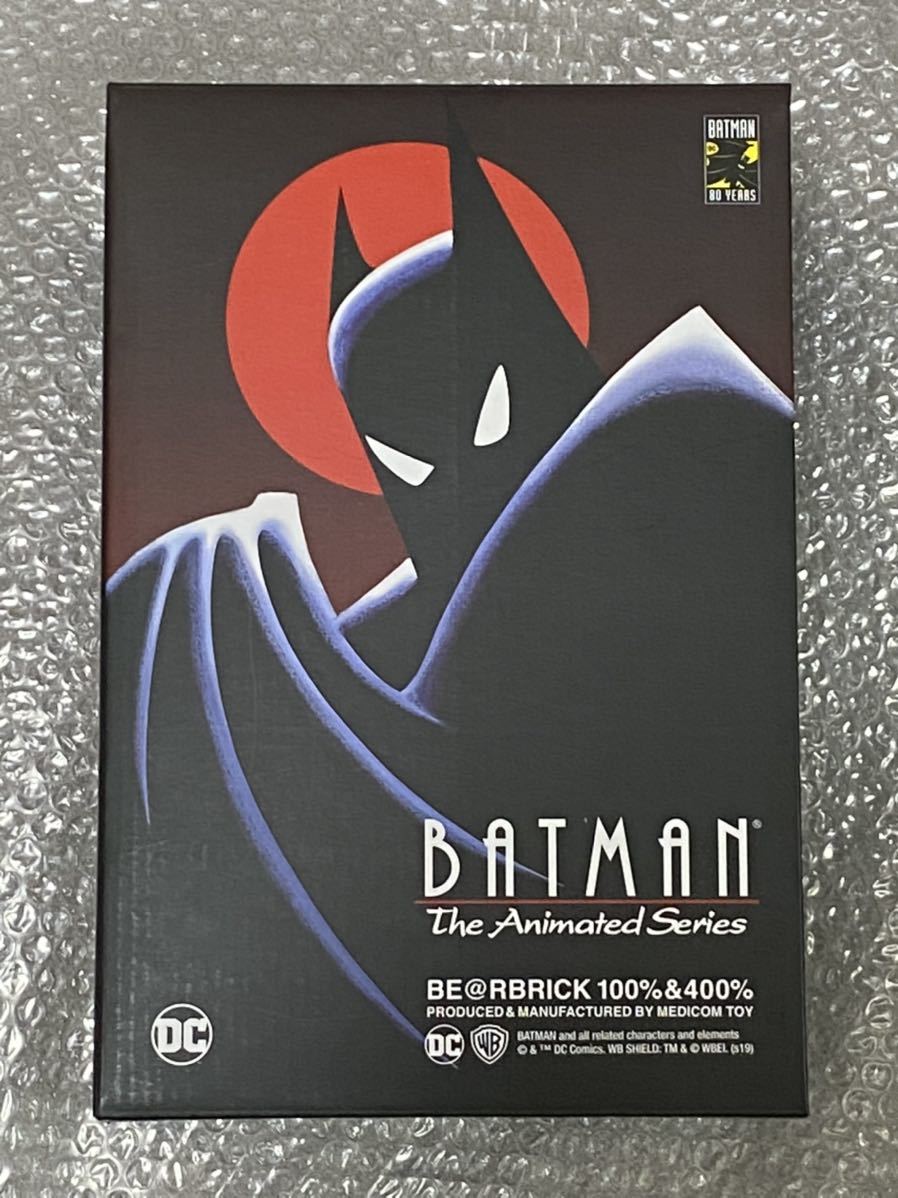 BATMAN
DC
80 YEARS
BATMAN®
The Animated Series
BE@RBRICK 100%&400%
PRODUCED & MANUFACTURED BY MEDICOM TOY
DC
DC WB BATMAN and all related characters and elements
© & ™ DC Comics. WB SHIELD: TM & © WBEI. (s19)